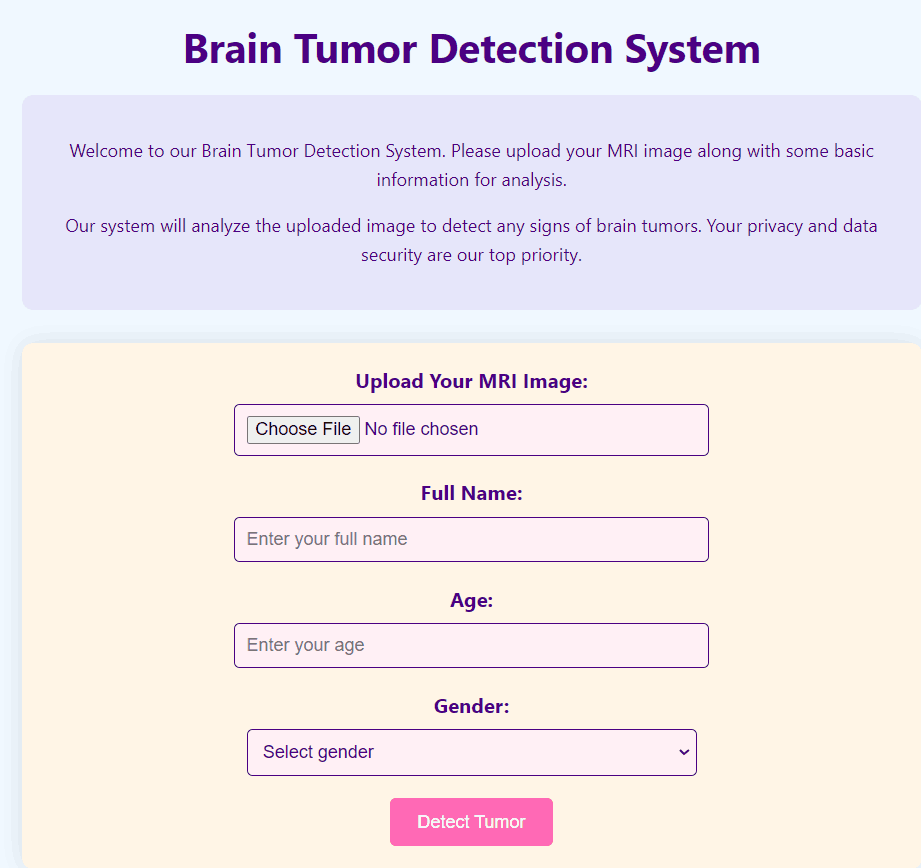 Brain Tumor Detection System
Welcome to our Brain Tumor Detection System. Please upload your MRI image along with some basic
information for analysis.
Our system will analyze the uploaded image to detect any signs of brain tumors. Your privacy and data
security are our top priority.
Upload Your MRI Image:
Choose File No file chosen
Full Name:
Enter your full name
Age:
Enter your age
Gender:
Select gender
Detect Tumor